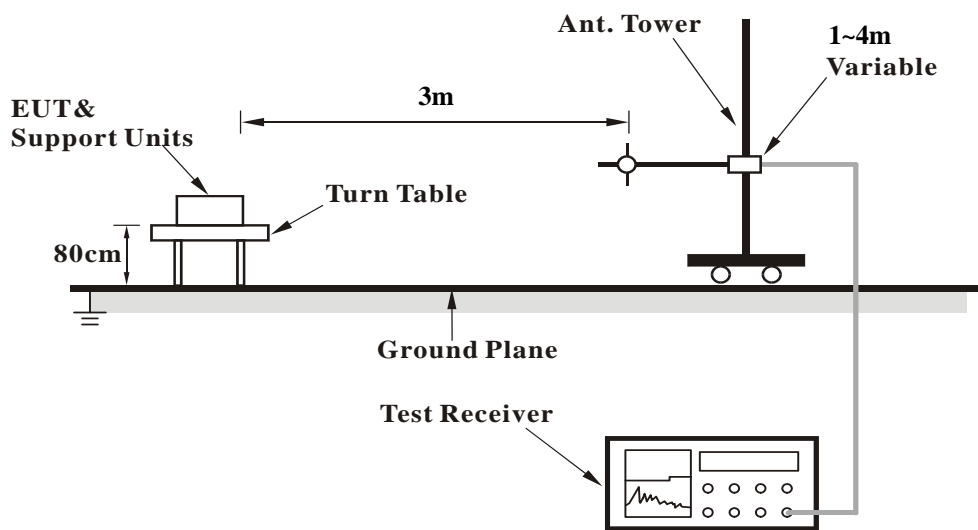 Ant. Tower
1~4m
Variable
3m
EUT&
Support Units
Turn Table
80cm
Ground Plane
Test Receiver